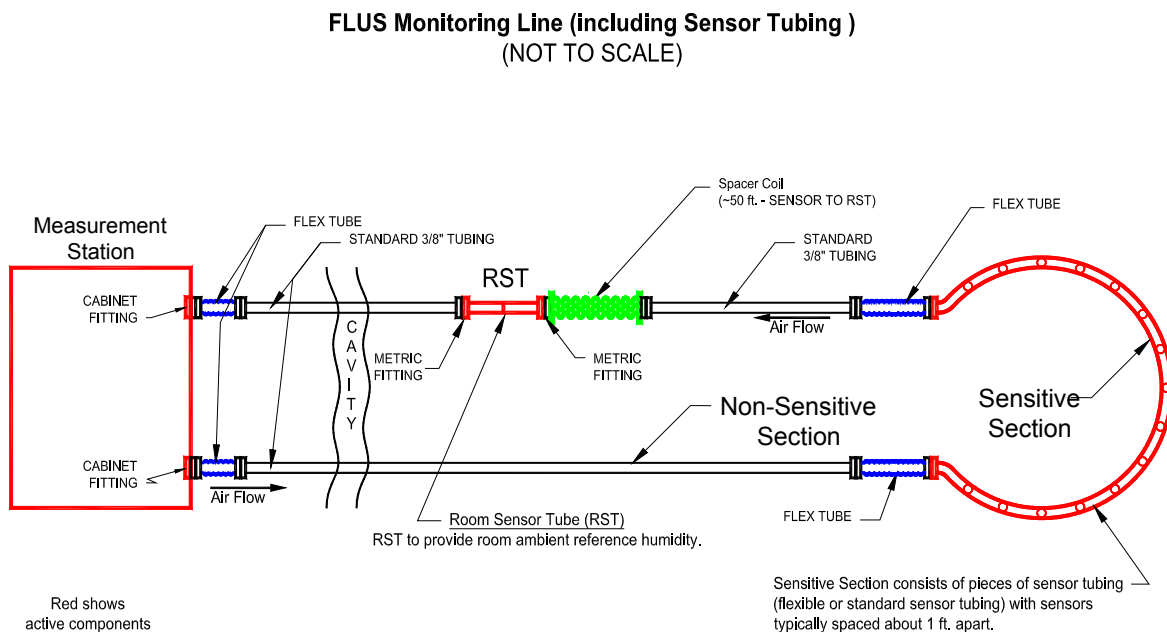 FLUS Monitoring Line (including Sensor Tubing )
(NOT TO SCALE)
Spacer Coil
(~50 ft. - SENSOR TO RST)
FLEX TUBE
Measurement
Station
FLEX TUBE
STANDARD 3/8" TUBING
STANDARD
3/8" TUBING
RST
CABINET
FITTING
Air Flow
CAVITY
METRIC
FITTING
METRIC
FITTING
Non-Sensitive
Section
Sensitive
Section
CABINET
FITTING
Air Flow
FLEX TUBE
Room Sensor Tube (RST)
RST to provide room ambient reference humidity.
Sensitive Section consists of pieces of sensor tubing
(flexible or standard sensor tubing) with sensors
typically spaced about 1 ft. apart.
Red shows
active components